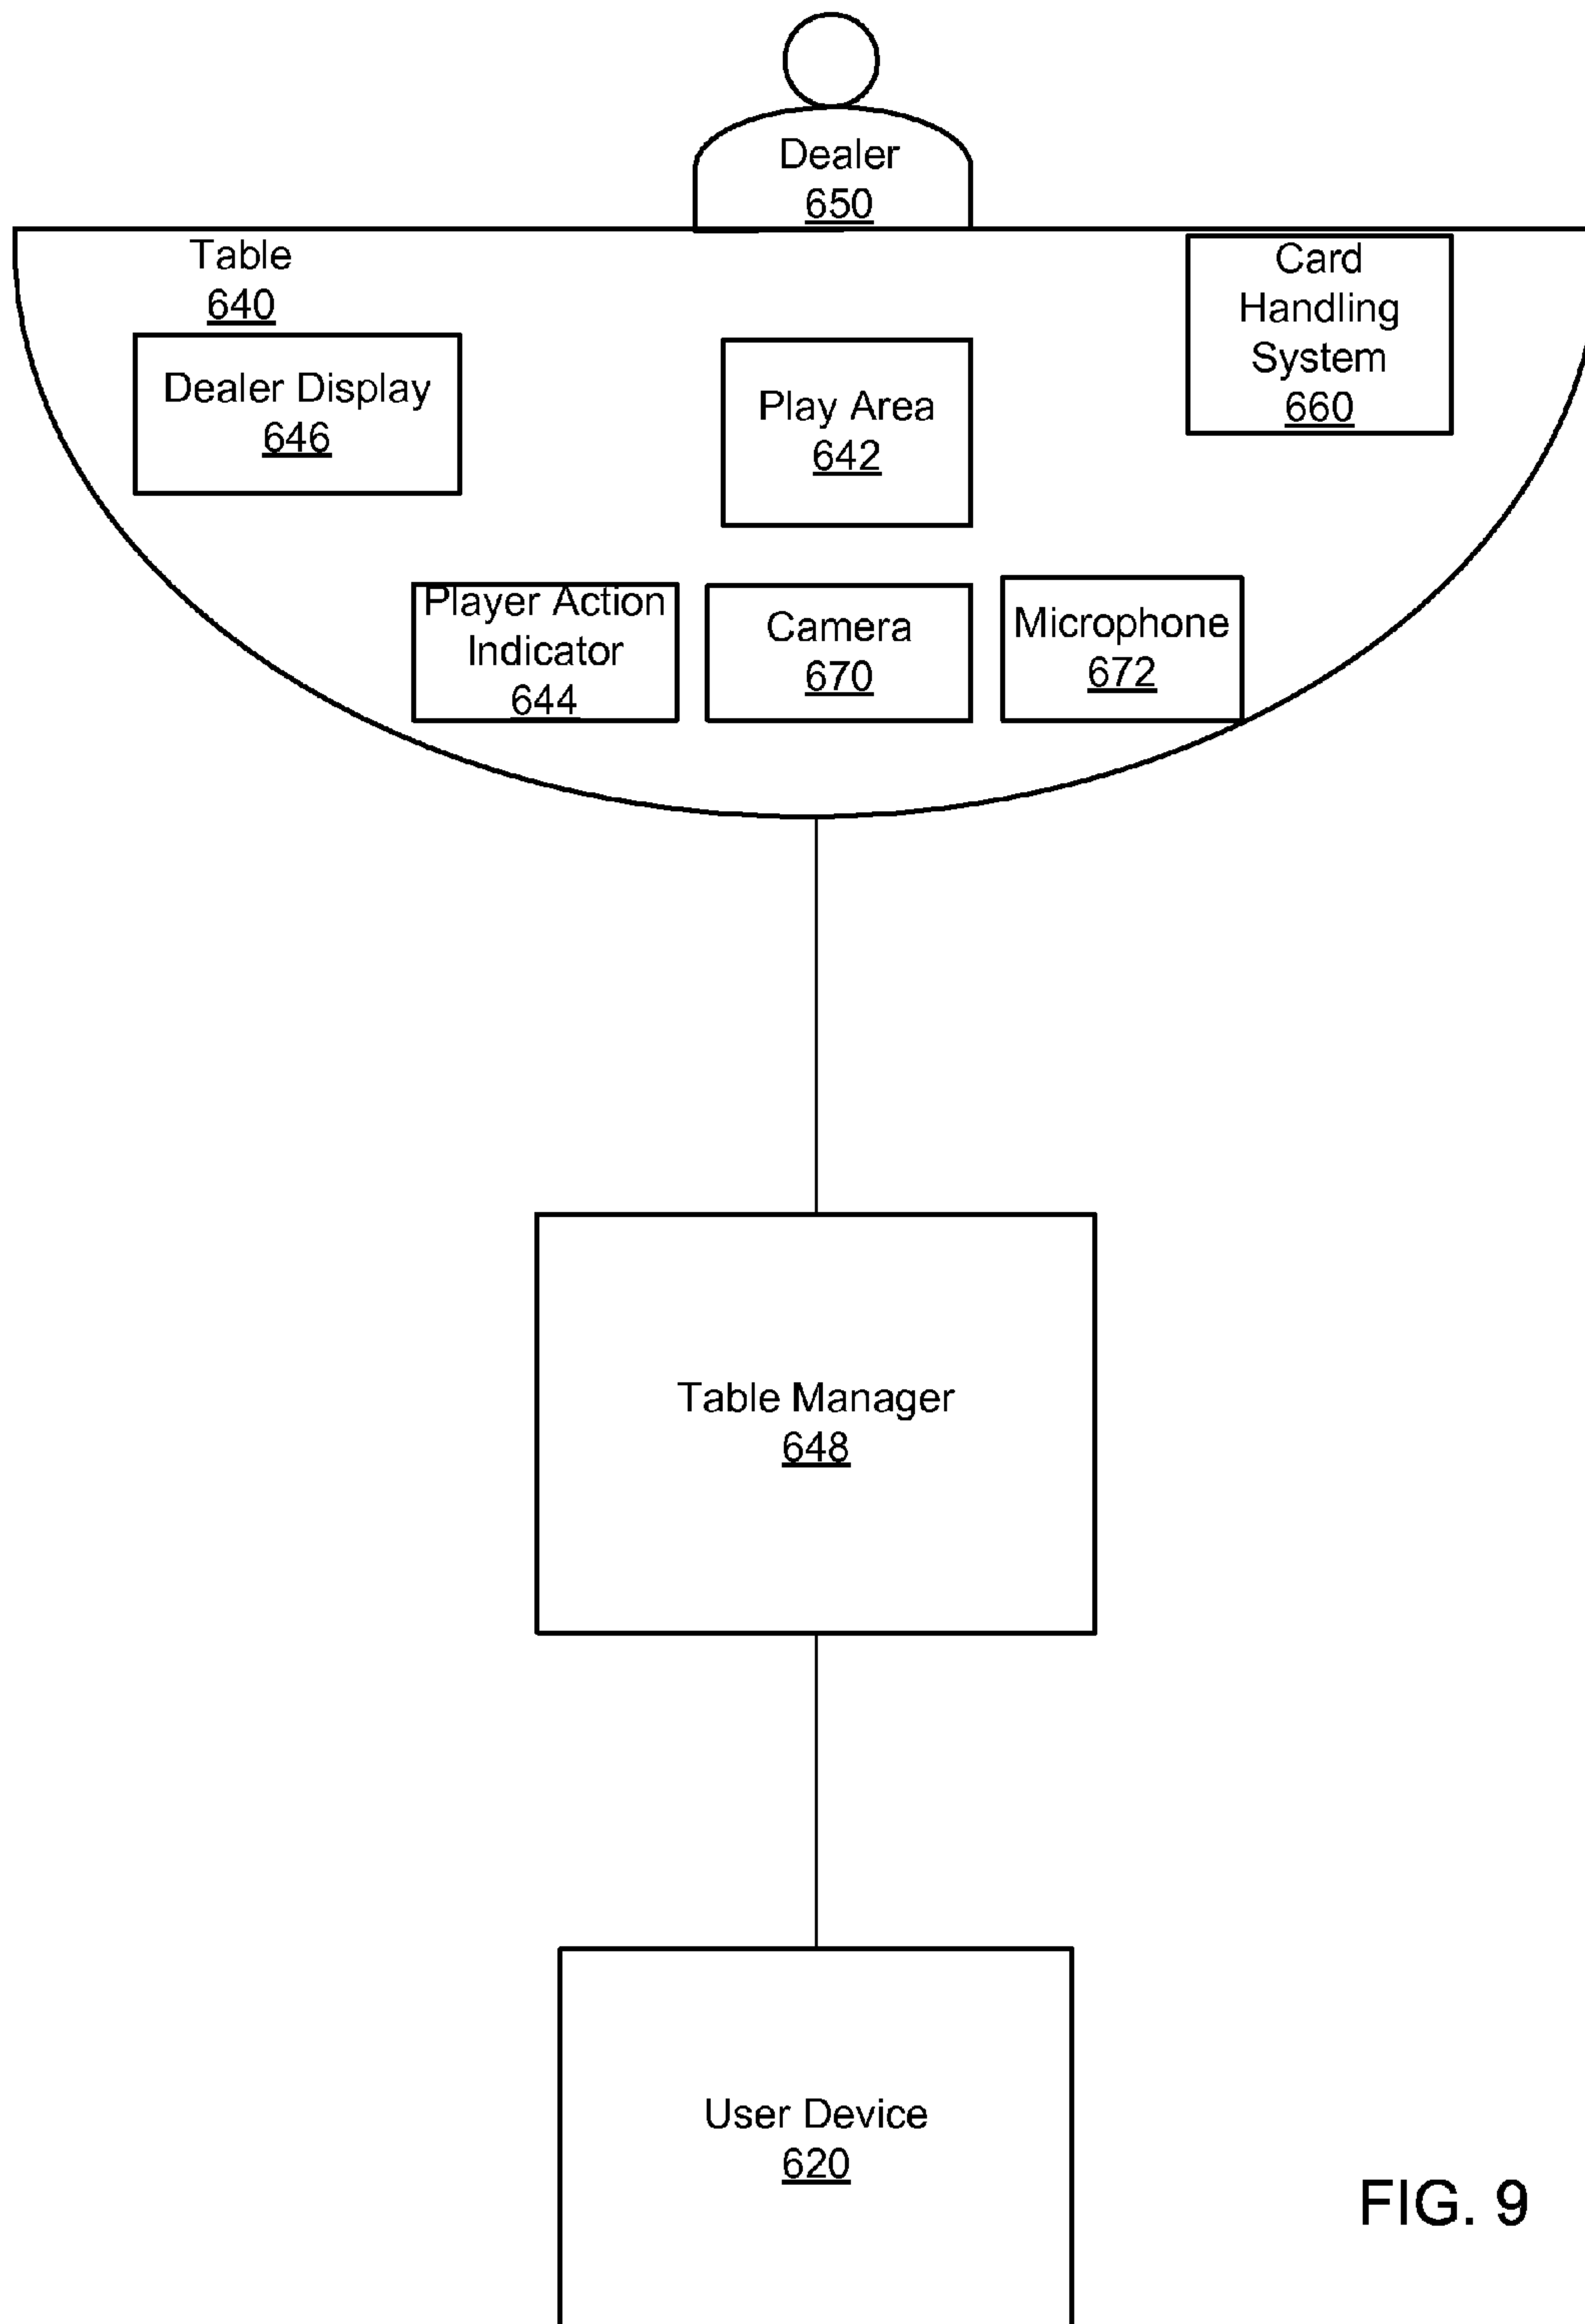 Dealer
650
Table
640
Card
Handling
System
660
Dealer Display
646
Play Area
642
Player Action
Indicator
644
Camera
670
Microphone
672
Table Manager
648
User Device
620
FIG. 9